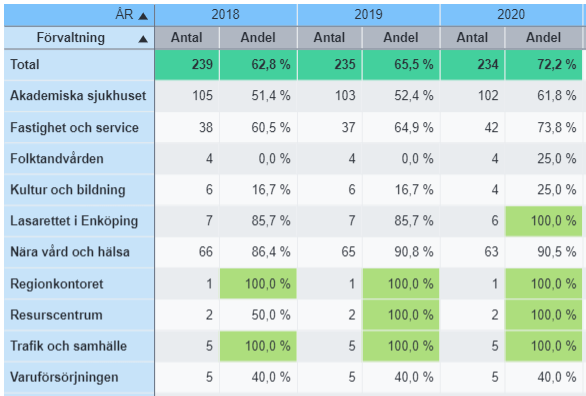 ÅR ▲ 2018 2019 2020
Förvaltning ▲ Antal Andel Antal Andel Antal Andel
Total 239 62,8 % 235 65,5 % 234 72,2 %
Akademiska sjukhuset 105 51,4 % 103 52,4 % 102 61,8 %
Fastighet och service 38 60,5 % 37 64,9 % 42 73,8 %
Folktandvården 4 0,0 % 4 0,0 % 4 25,0 %
Kultur och bildning 6 16,7 % 6 16,7 % 4 25,0 %
Lasarettet i Enköping 7 85,7 % 7 85,7 % 6 100,0 %
Nära vård och hälsa 66 86,4 % 65 90,8 % 63 90,5 %
Regionkontoret 1 100,0 % 1 100,0 % 1 100,0 %
Resurscentrum 2 50,0 % 2 100,0 % 2 100,0 %
Trafik och samhälle 5 100,0 % 5 100,0 % 5 100,0 %
Varuförsörjningen 5 40,0 % 5 40,0 % 5 40,0 %